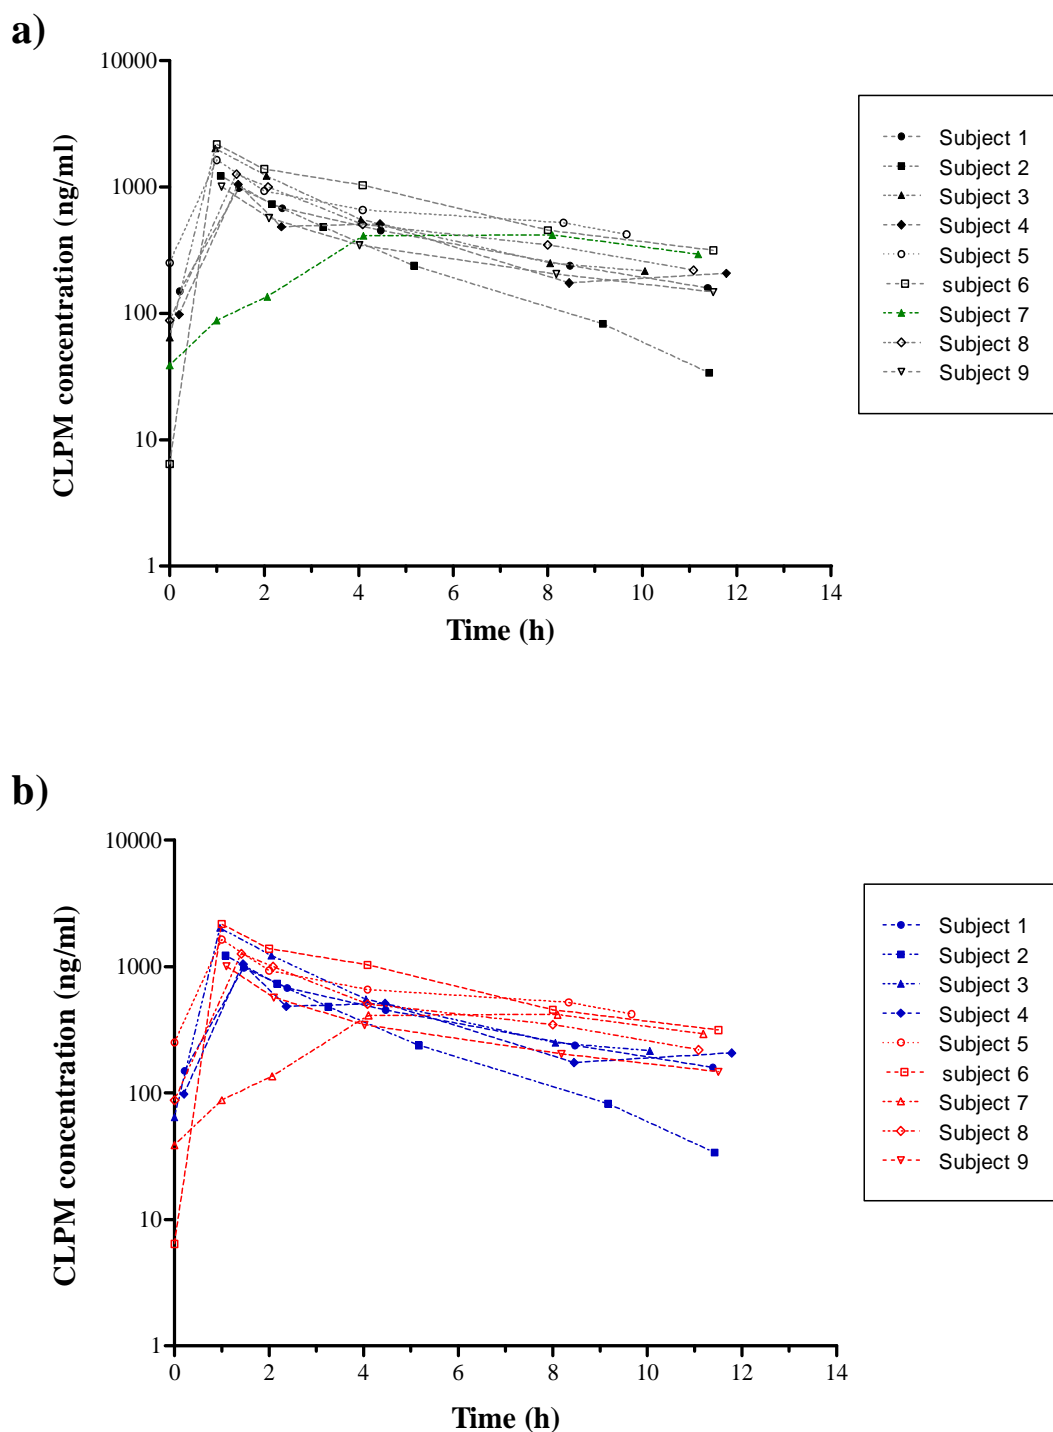 a)
10000
1000
100
10
1
CLPM concentration (ng/ml)
0 2 4 6 8 10 12 14
Time (h)
Subject 1
Subject 2
Subject 3
Subject 4
Subject 5
subject 6
Subject 7
Subject 8
Subject 9
b)
10000
1000
100
10
1
CLPM concentration (ng/ml)
0 2 4 6 8 10 12 14
Time (h)
Subject 1
Subject 2
Subject 3
Subject 4
Subject 5
subject 6
Subject 7
Subject 8
Subject 9